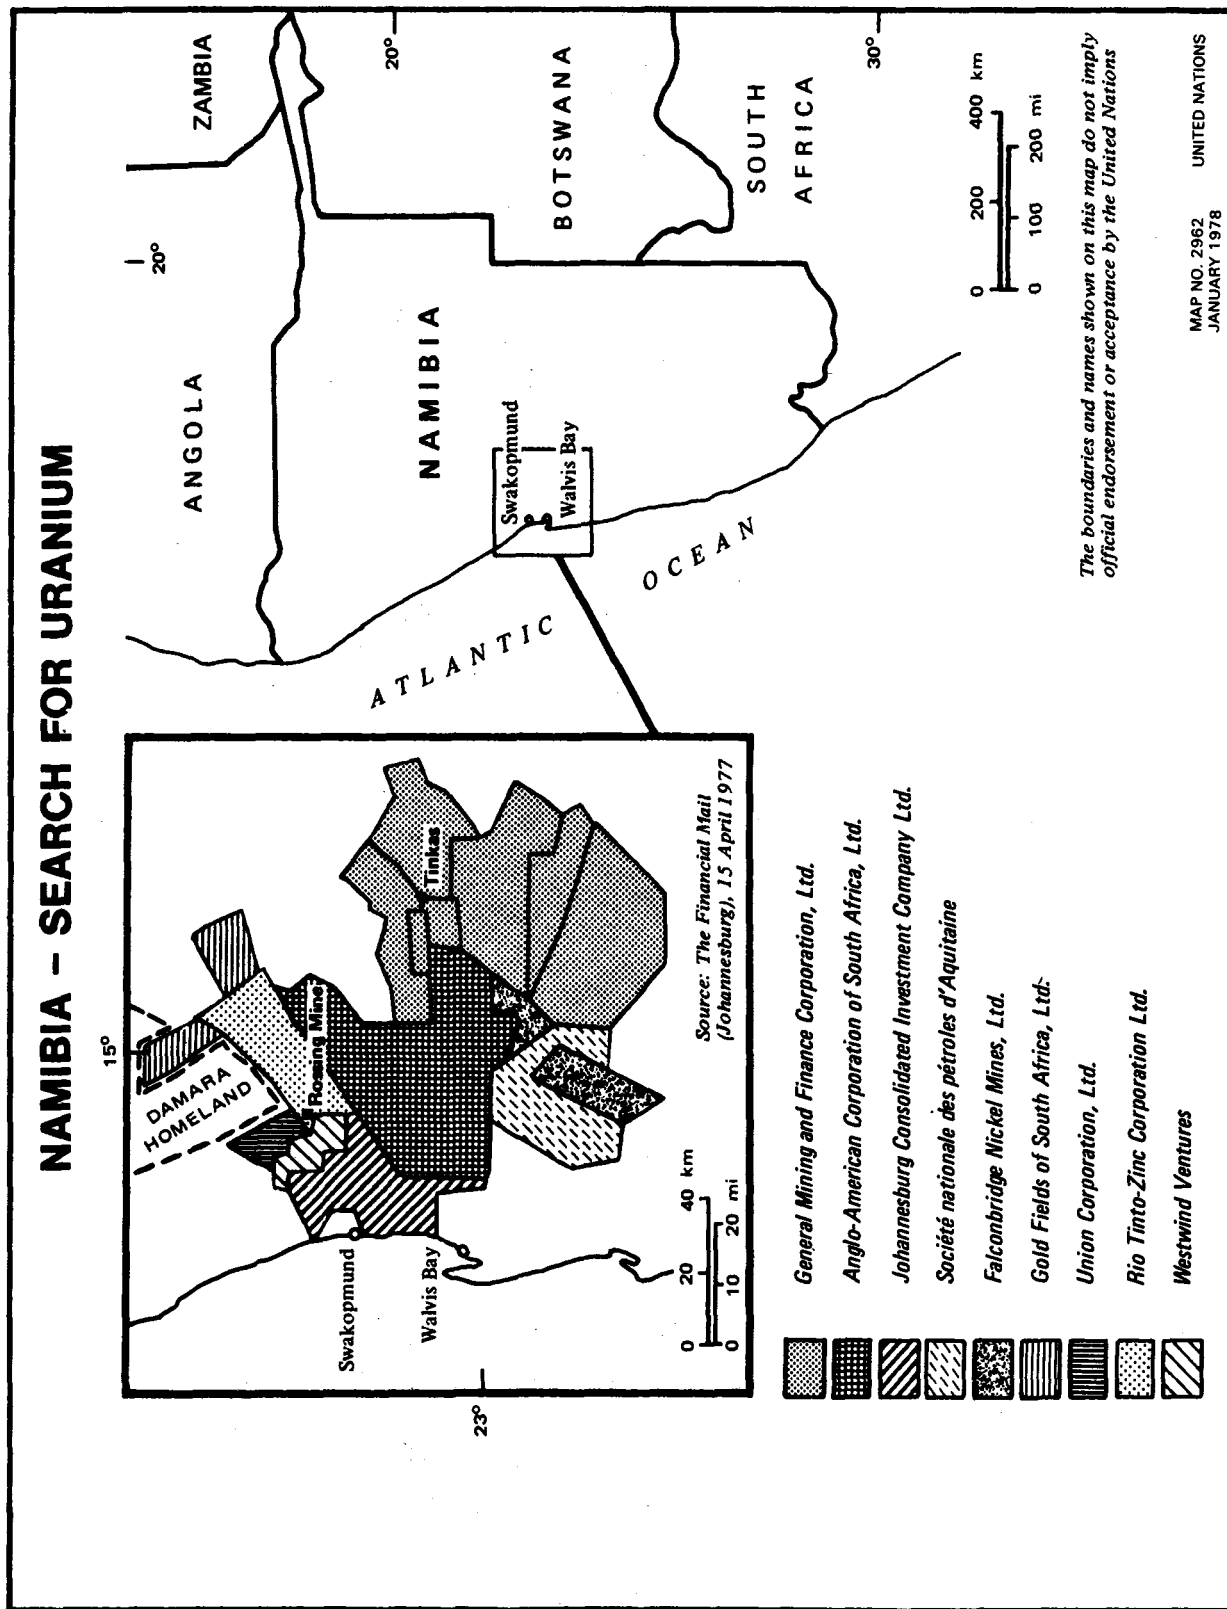 NAMIBIA – SEARCH FOR URANIUM
15°
DAMARA
HOMELAND
Rossing Mine
Tinkas
Swakopmund
Walvis Bay
0 20 40 km
0 10 20 mi
Source: The Financial Mail
(Johannesburg), 15 April 1977
23°
ANGOLA
ZAMBIA
20°
20°
NAMIBIA
BOTSWANA
Swakopmund
Walvis Bay
SOUTH
AFRICA
30°
ATLANTIC OCEAN
0 200 400 km
0 100 200 mi
General Mining and Finance Corporation, Ltd.
Anglo-American Corporation of South Africa, Ltd.
Johannesburg Consolidated Investment Company Ltd.
Société nationale des pétroles d'Aquitaine
Falconbridge Nickel Mines, Ltd.
Gold Fields of South Africa, Ltd.
Union Corporation, Ltd.
Rio Tinto-Zinc Corporation Ltd.
Westwind Ventures
The boundaries and names shown on this map do not imply
official endorsement or acceptance by the United Nations
MAP NO. 2962 UNITED NATIONS
JANUARY 1978